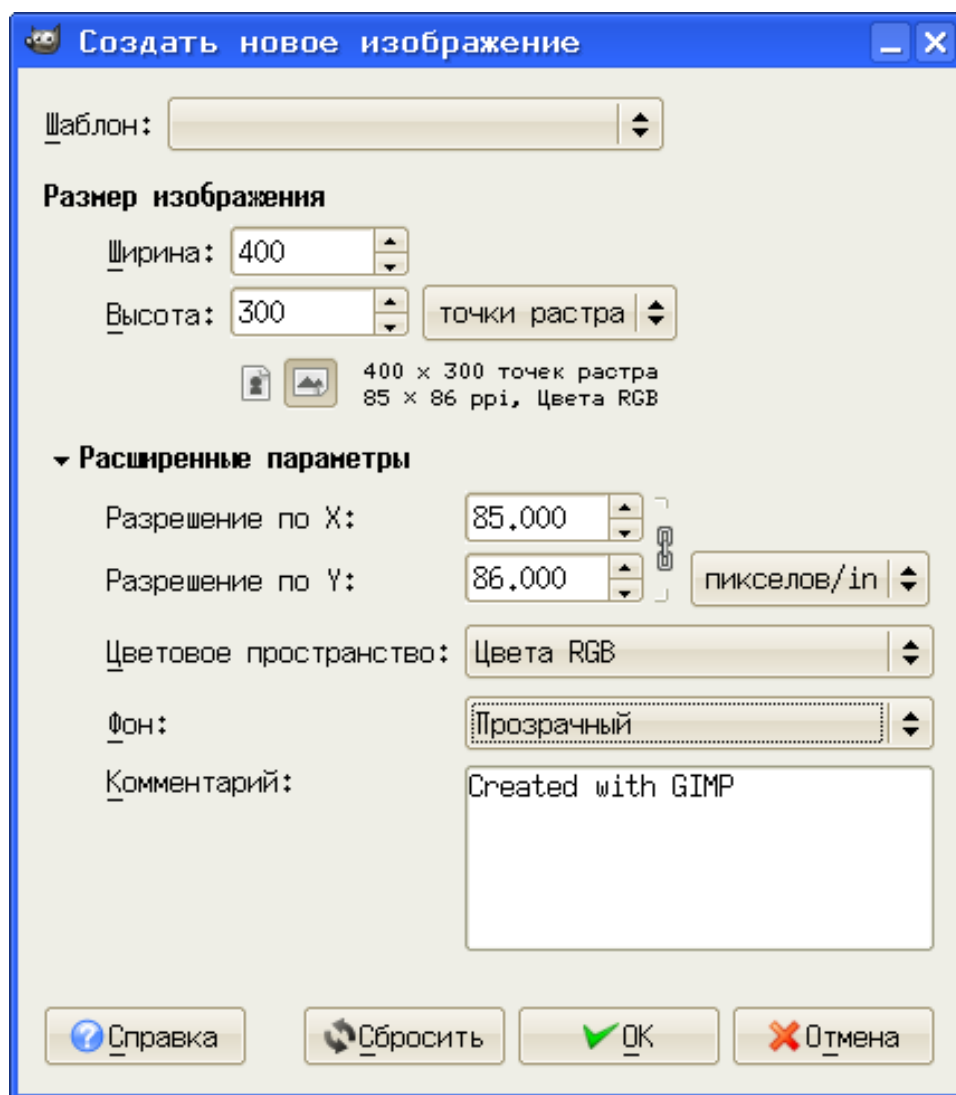 Создать новое изображение
Шаблон:
Размер изображения
Ширина: 400
Высота: 300 точки растра
400 × 300 точек растра
85 × 86 ppi, Цвета RGB
Расширенные параметры
Разрешение по X: 85,000
Разрешение по Y: 86,000 пикселов/in
Цветовое пространство: Цвета RGB
Фон: Прозрачный
Комментарий: Created with GIMP
Справка Сбросить OK Отмена